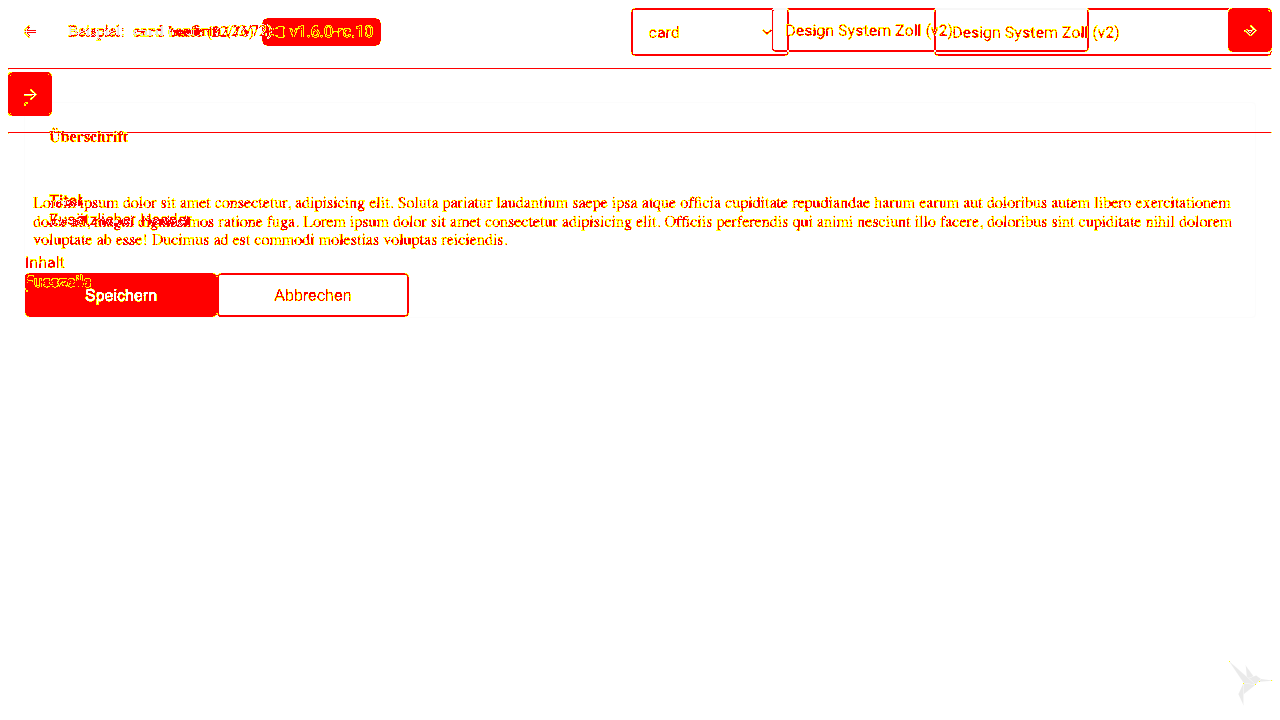 Beispiel: card v1.6.0-rc.10
card
Design System Zoll (v2)
Design System Zoll (v2)
Überschrift
Titel
Lorem ipsum dolor sit amet consectetur, adipisicing elit. Soluta pariatur laudantium saepe ipsa atque officia cupiditate repudiandae harum earum aut doloribus autem libero exercitationem
Zusätzlicher Header
ratione fuga. Lorem ipsum dolor sit amet consectetur adipisicing elit. Officiis perferendis qui animi nesciunt illo facere, doloribus sint cupiditate nihil dolorem
voluptate ab esse! Ducimus ad est commodi molestias voluptas reiciendis.
Inhalt
Fusszeile
Speichern
Abbrechen